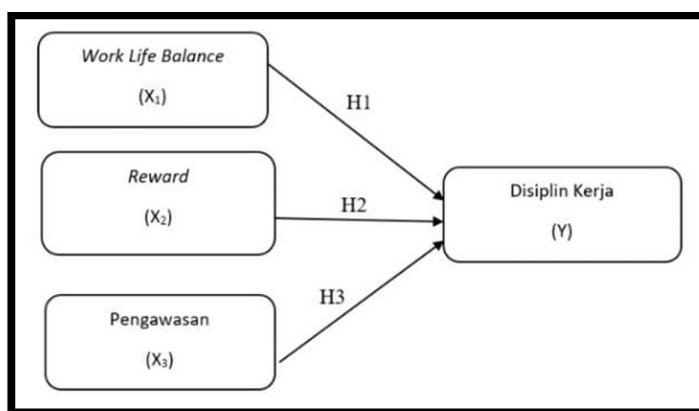 Work Life Balance
(X₁)
H1
Reward
(X₂)
H2
Disiplin Kerja
(Y)
H3
Pengawasan
(X₃)